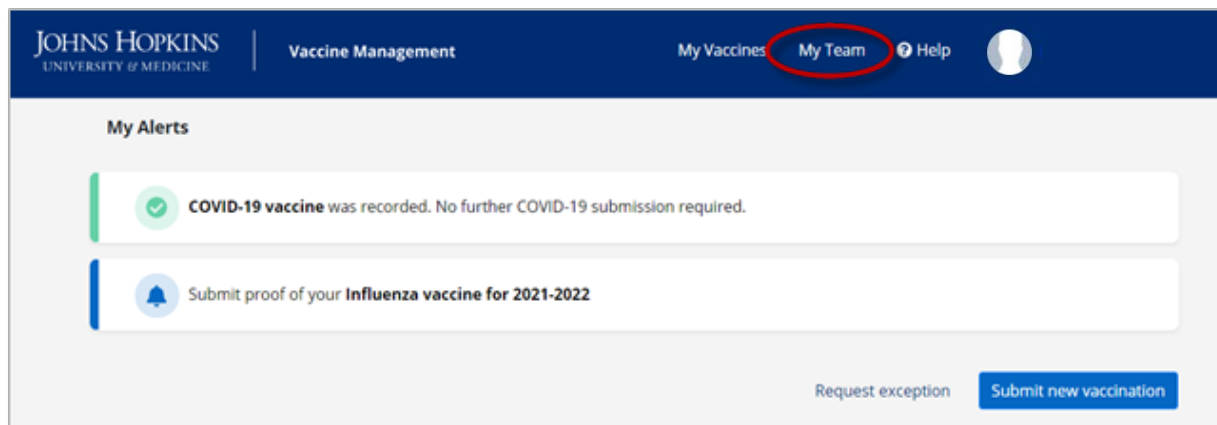 JOHNS HOPKINS
UNIVERSITY & MEDICINE
Vaccine Management
My Vaccines
My Team
Help
My Alerts
COVID-19 vaccine was recorded. No further COVID-19 submission required.
Submit proof of your Influenza vaccine for 2021-2022
Request exception
Submit new vaccination